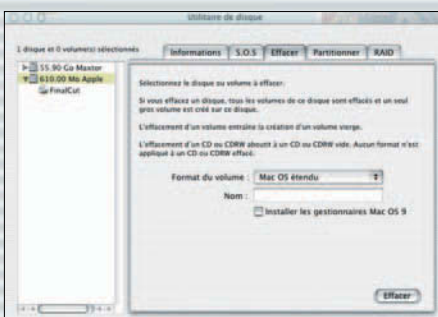 Utilitaire de disque
1 disque et 0 volume(s) sélectionnés
Informations S.O.S Effacer Partitionner RAID
55.90 Go Maxtor
610.00 Mo Apple
FinalCut
Sélectionnez le disque ou volume à effacer.
Si vous effacez un disque, tous les volumes de ce disque sont effacés et un seul
gros volume est créé sur ce disque.
L'effacement d'un volume entraîne la création d'un volume vierge.
L'effacement d'un CD ou CDRW aboutit à un CD ou CDRW vide. Aucun format n'est
appliqué à un CD ou CDRW effacé.
Format du volume : Mac OS étendu
Nom :
Installer les gestionnaires Mac OS 9
Effacer